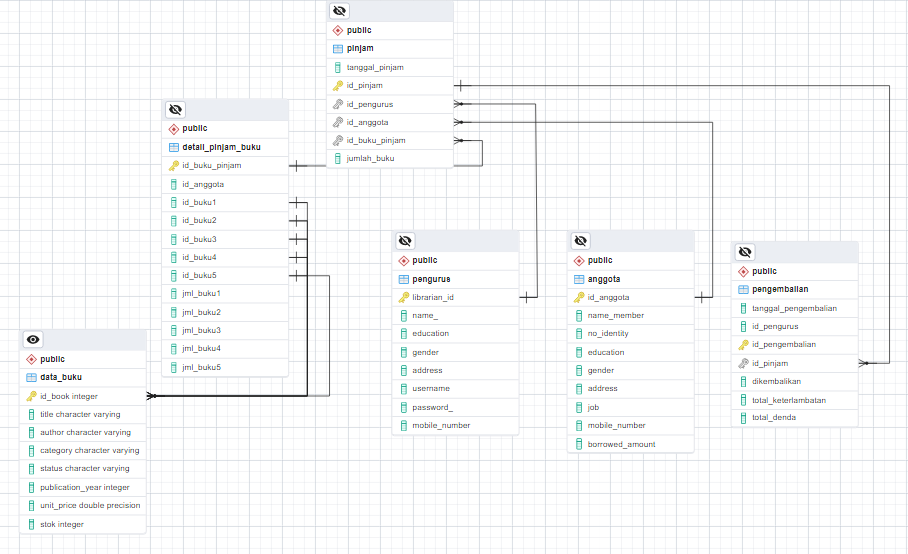 public
pinjam
tanggal_pinjam
id_pinjam
id_pengurus
id_anggota
id_buku_pinjam
jumlah_buku
public
detail_pinjam_buku
id_buku_pinjam
id_anggota
id_buku1
id_buku2
id_buku3
id_buku4
id_buku5
jml_buku1
jml_buku2
jml_buku3
jml_buku4
jml_buku5
public
data_buku
id_book integer
title character varying
author character varying
category character varying
status character varying
publication_year integer
unit_price double precision
stok integer
public
pengurus
librarian_id
name_
education
gender
address
username
password_
mobile_number
public
anggota
id_anggota
name_member
no_identity
education
gender
address
job
mobile_number
borrowed_amount
public
pengembalian
tanggal_pengembalian
id_pengurus
id_pengembalian
id_pinjam
dikembalikan
total_keterlambatan
total_denda